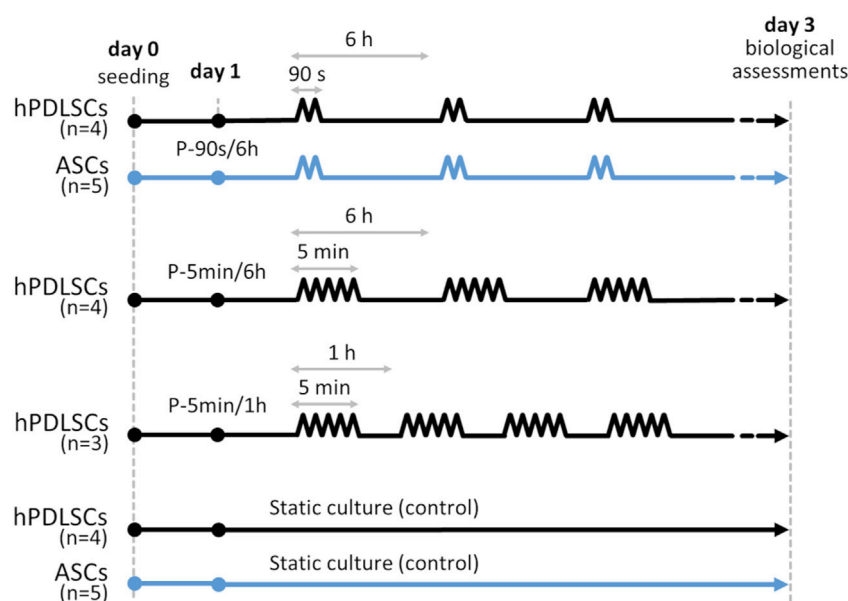 day 0
seeding
day 1
6 h
90 s
day 3
biological
assessments
hPDLSCs
(n=4)
P-90s/6h
ASCs
(n=5)
6 h
5 min
P-5min/6h
hPDLSCs
(n=4)
1 h
5 min
P-5min/1h
hPDLSCs
(n=3)
Static culture (control)
hPDLSCs
(n=4)
Static culture (control)
ASCs
(n=5)